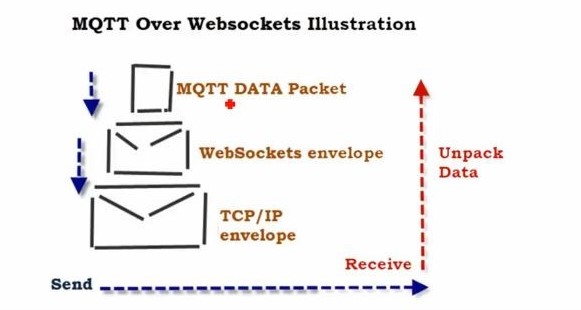 MQTT Over Websockets Illustration
MQTT DATA Packet
WebSockets envelope
Unpack
Data
TCP/IP
envelope
Receive
Send